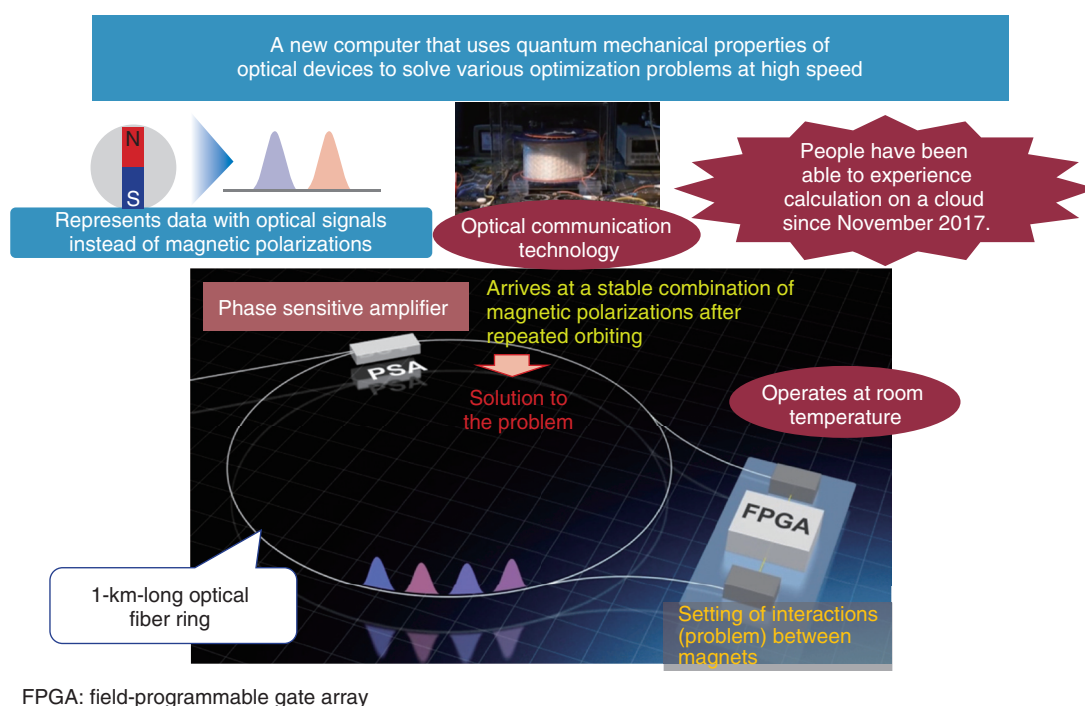 A new computer that uses quantum mechanical properties of
optical devices to solve various optimization problems at high speed
N
S
Represents data with optical signals
instead of magnetic polarizations
Optical communication
technology
People have been
able to experience
calculation on a cloud
since November 2017.
Phase sensitive amplifier
Arrives at a stable combination of
magnetic polarizations after
repeated orbiting
PSA
Solution to
the problem
Operates at room
temperature
FPGA
1-km-long optical
fiber ring
Setting of interactions
(problem) between
magnets
FPGA: field-programmable gate array